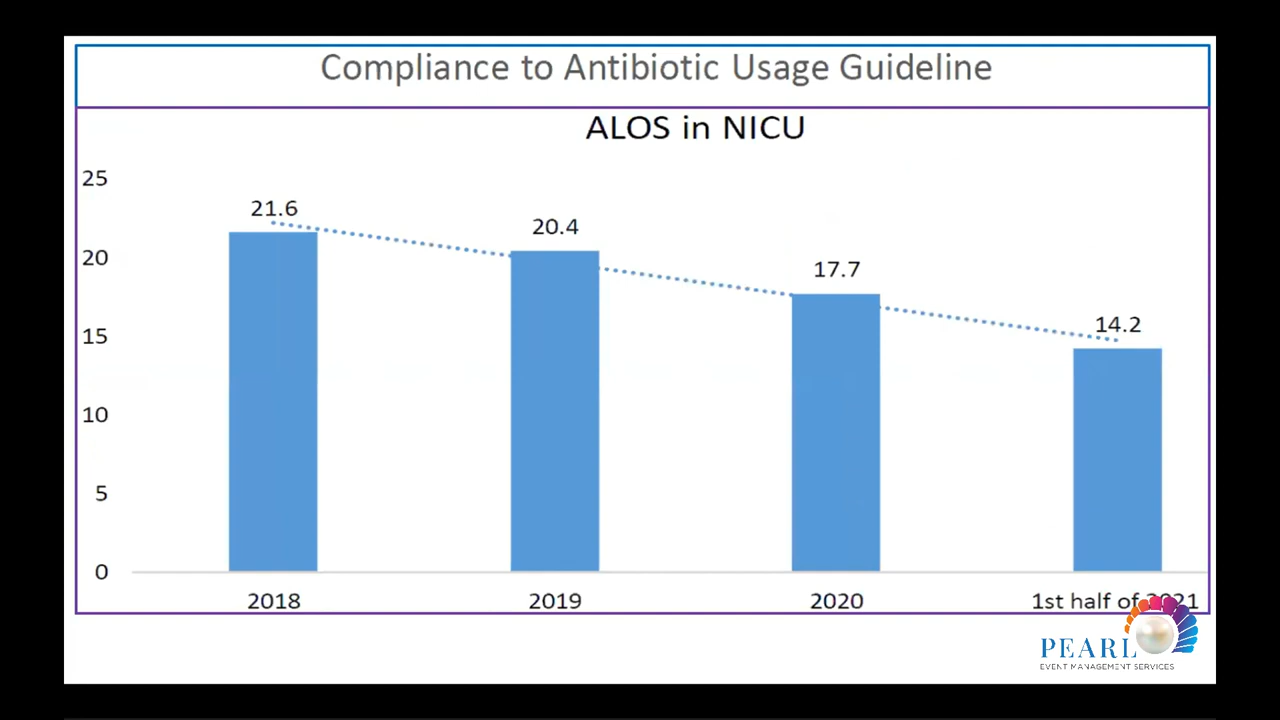 Compliance to Antibiotic Usage Guideline
ALOS in NICU
25
20
15
10
5
0
21.6
20.4
17.7
14.2
2018
2019
2020
1st half of 2021
PEARL
EVENT MANAGEMENT SERVICES